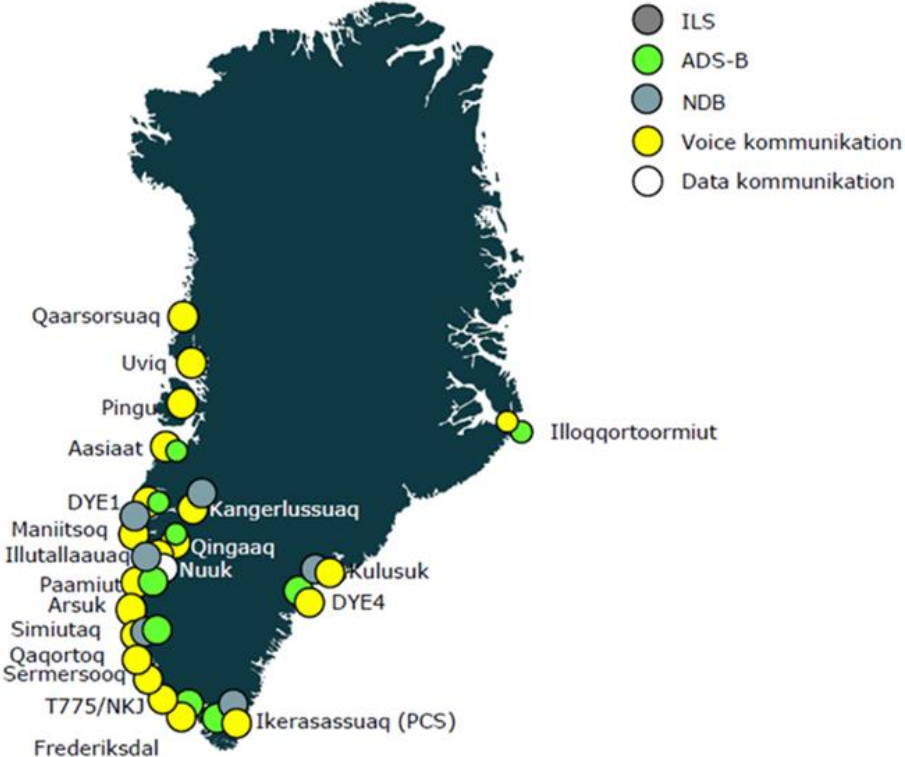 ILS
ADS-B
NDB
Voice kommunikation
Data kommunikation
Qaarsorsuaq
Uviq
Pingu
Aasiaat
Illoqqortoormiut
DYE1
Kangerlussuaq
Maniitsoq
Illutallaauaq
Qingaaq
Nuuk
Kulusuk
Paamiut
DYE4
Arsuk
Simiutaq
Qaqortoq
Sermersooq
T775/NKJ
Ikerasassuaq (PCS)
Frederiksdal